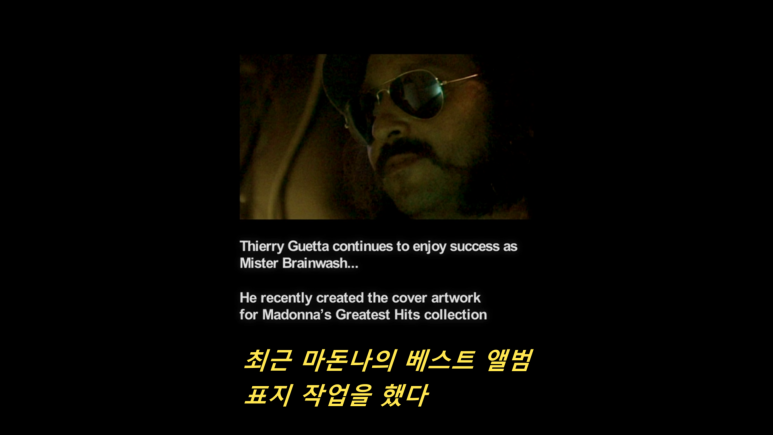 Thierry Guetta continues to enjoy success as
Mister Brainwash...
He recently created the cover artwork
for Madonna's Greatest Hits collection
최근 마돈나의 베스트 앨범
표지 작업을 했다